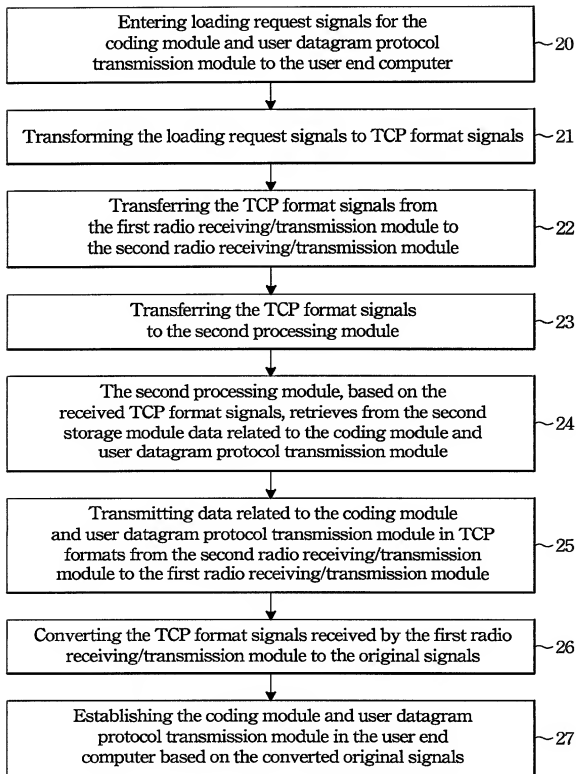 Entering loading request signals for the
coding module and user datagram protocol
transmission module to the user end computer
20
Transforming the loading request signals to TCP format signals
21
Transferring the TCP format signals from
the first radio receiving/transmission module to
the second radio receiving/transmission module
22
Transferring the TCP format signals
to the second processing module
23
The second processing module, based on the
received TCP format signals, retrieves from the second
storage module data related to the coding module and
user datagram protocol transmission module
24
Transmitting data related to the coding module
and user datagram protocol transmission module in TCP
formats from the second radio receiving/transmission
module to the first radio receiving/transmission module
25
Converting the TCP format signals received by the first radio
receiving/transmission module to the original signals
26
Establishing the coding module and user datagram
protocol transmission module in the user end
computer based on the converted original signals
27